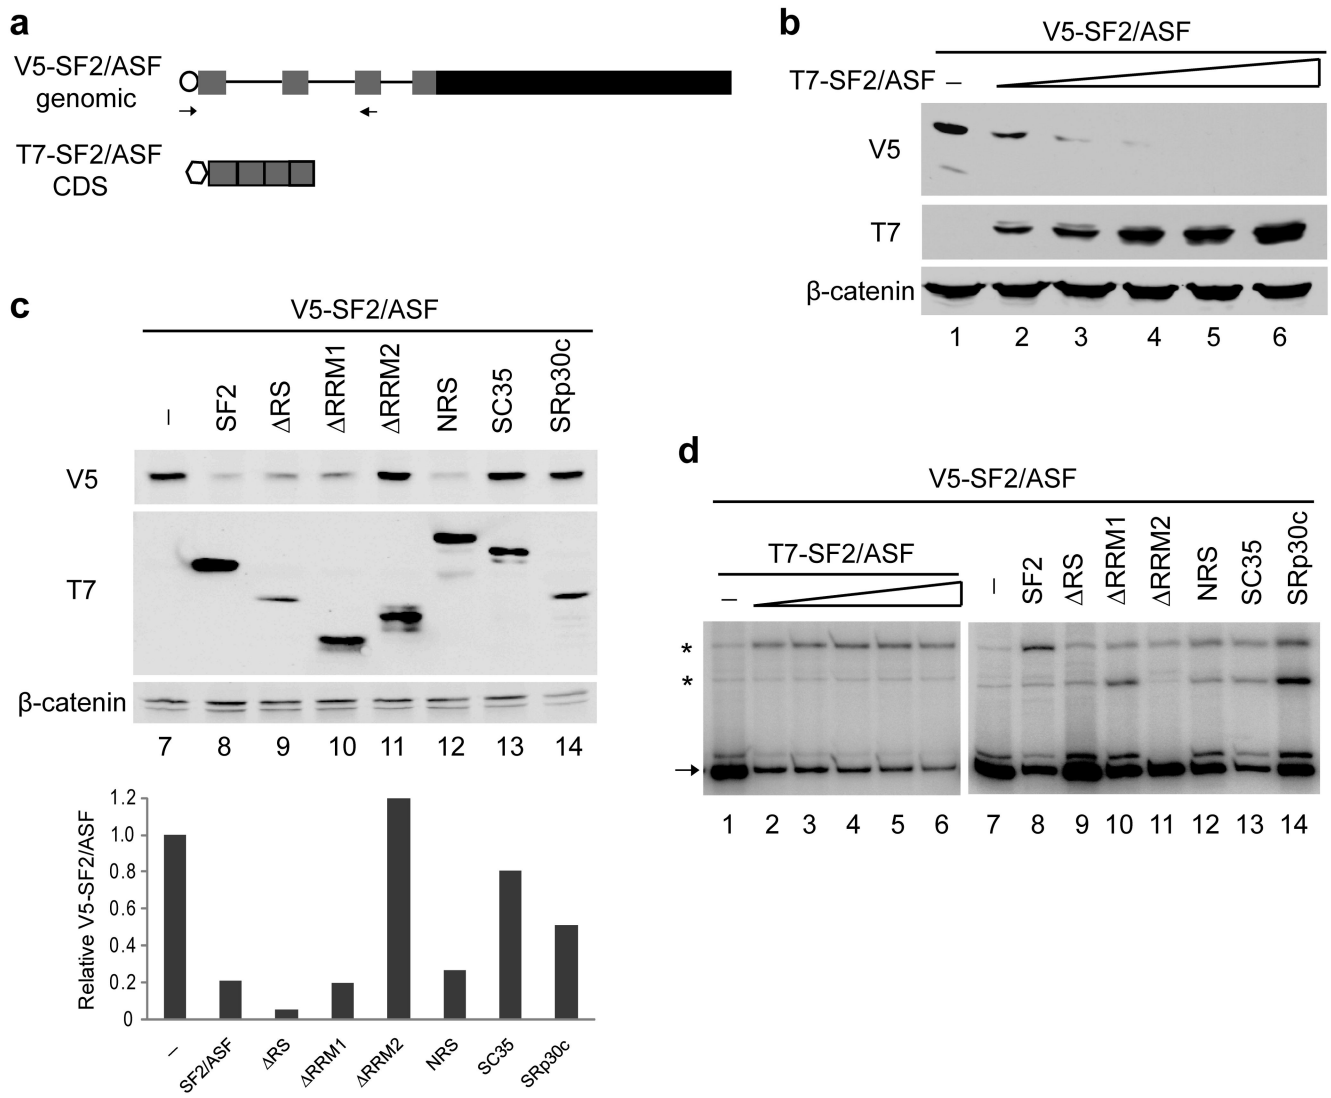 a
V5-SF2/ASF
genomic
T7-SF2/ASF
CDS
b
V5-SF2/ASF
T7-SF2/ASF –
V5
T7
β-catenin
1 2 3 4 5 6
c
V5-SF2/ASF
– SF2 ΔRS ΔRRM1 ΔRRM2 NRS SC35 SRp30c
V5
T7
β-catenin
7 8 9 10 11 12 13 14
Relative V5-SF2/ASF
1.2
1.0
0.8
0.6
0.4
0.2
0
– SF2/ASF ΔRS ΔRRM1 ΔRRM2 NRS SC35 SRp30c
d
V5-SF2/ASF
T7-SF2/ASF
– – SF2 ΔRS ΔRRM1 ΔRRM2 NRS SC35 SRp30c
*
*
1 2 3 4 5 6 7 8 9 10 11 12 13 14